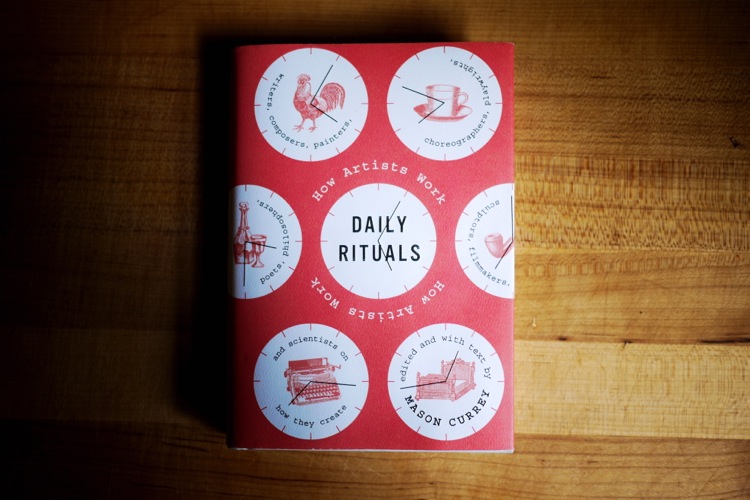 writers, composers, painters,
choreographers, playwrights,
How Artists Work
poets, philosophers,
DAILY
RITUALS
sculptors, filmmakers,
How Artists Work
and scientists on
how they create
edited and with text by
MASON CURREY